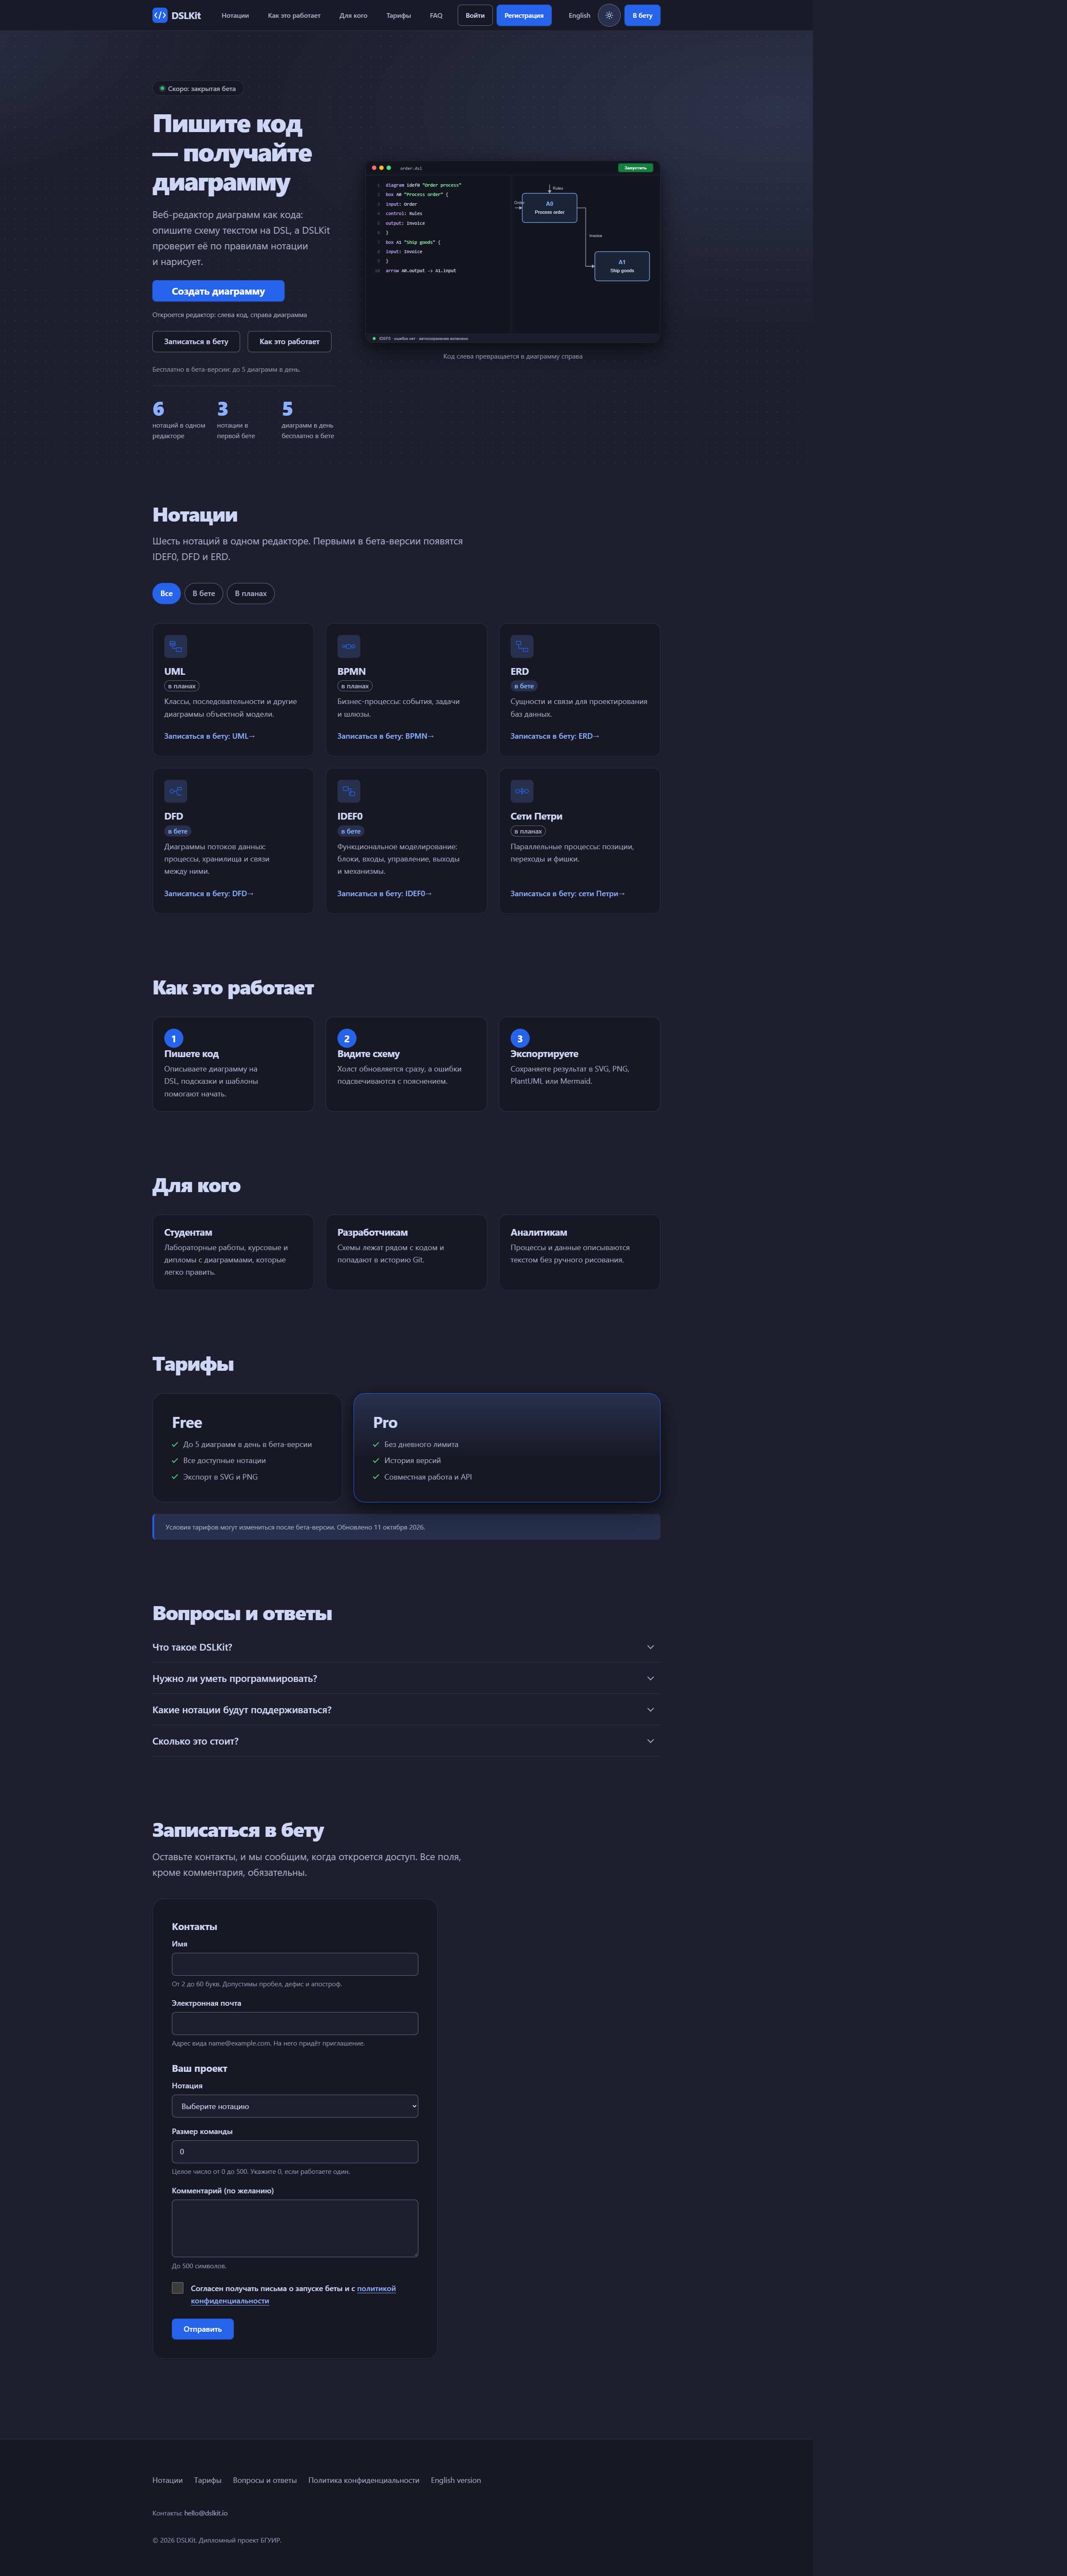 DSLKit
Нотации
Как это работает
Для кого
Тарифы
FAQ
Войти
Регистрация
English
В бету
Скоро: закрытая бета
Пишите код
— получайте
диаграмму
Веб-редактор диаграмм как кода:
опишите схему текстом на DSL, а DSLKit
проверит её по правилам нотации
и нарисует.
Создать диаграмму
Откроется редактор: слева код, справа диаграмма
Записаться в бету
Как это работает
Бесплатно в бета-версии: до 5 диаграмм в день.
6
нотаций в одном
редакторе
3
нотации в
первой бете
5
диаграмм в день
бесплатно в бете
order.dsl
Запустить
1 diagram idef0 "Order process"
2 box A0 "Process order" {
3 input: Order
4 control: Rules
5 output: Invoice
6 }
7 box A1 "Ship goods" {
8 input: Invoice
9 }
10 arrow A0.output -> A1.input
Rules
Order
A0
Process order
Invoice
A1
Ship goods
IDEF0 · ошибок нет · автосохранение включено
Код слева превращается в диаграмму справа
Нотации
Шесть нотаций в одном редакторе. Первыми в бета-версии появятся
IDEF0, DFD и ERD.
Все
В бете
В планах
UML
в планах
Классы, последовательности и другие
диаграммы объектной модели.
Записаться в бету: UML→
BPMN
в планах
Бизнес-процессы: события, задачи
и шлюзы.
Записаться в бету: BPMN→
ERD
в бете
Сущности и связи для проектирования
баз данных.
Записаться в бету: ERD→
DFD
в бете
Диаграммы потоков данных:
процессы, хранилища и связи
между ними.
Записаться в бету: DFD→
IDEF0
в бете
Функциональное моделирование:
блоки, входы, управление, выходы
и механизмы.
Записаться в бету: IDEF0→
Сети Петри
в планах
Параллельные процессы: позиции,
переходы и фишки.
Записаться в бету: сети Петри→
Как это работает
1
Пишете код
Описываете диаграмму на
DSL, подсказки и шаблоны
помогают начать.
2
Видите схему
Холст обновляется сразу, а ошибки
подсвечиваются с пояснением.
3
Экспортируете
Сохраняете результат в SVG, PNG,
PlantUML или Mermaid.
Для кого
Студентам
Лабораторные работы, курсовые и
дипломы с диаграммами, которые
легко править.
Разработчикам
Схемы лежат рядом с кодом и
попадают в историю Git.
Аналитикам
Процессы и данные описываются
текстом без ручного рисования.
Тарифы
Free
До 5 диаграмм в день в бета-версии
Все доступные нотации
Экспорт в SVG и PNG
Pro
Без дневного лимита
История версий
Совместная работа и API
Условия тарифов могут измениться после бета-версии. Обновлено 11 октября 2026.
Вопросы и ответы
Что такое DSLKit?
Нужно ли уметь программировать?
Какие нотации будут поддерживаться?
Сколько это стоит?
Записаться в бету
Оставьте контакты, и мы сообщим, когда откроется доступ. Все поля,
кроме комментария, обязательны.
Контакты
Имя
От 2 до 60 букв. Допустимы пробел, дефис и апостроф.
Электронная почта
Адрес вида name@example.com. На него придёт приглашение.
Ваш проект
Нотация
Выберите нотацию
Размер команды
0
Целое число от 0 до 500. Укажите 0, если работаете один.
Комментарий (по желанию)
До 500 символов.
Согласен получать письма о запуске беты и с политикой
конфиденциальности
Отправить
Нотации
Тарифы
Вопросы и ответы
Политика конфиденциальности
English version
Контакты: hello@dslkit.io
© 2026 DSLKit. Дипломный проект БГУИР.